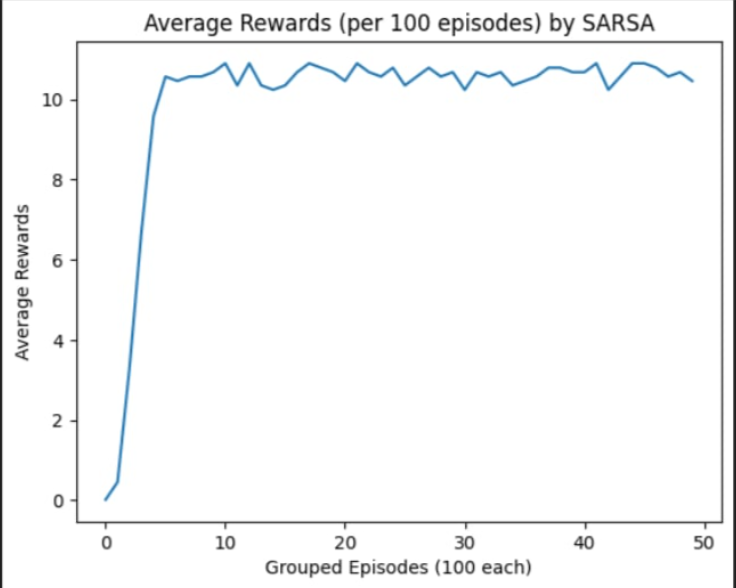 Average Rewards (per 100 episodes) by SARSA
10
8
6
4
2
0
Average Rewards
0 10 20 30 40 50
Grouped Episodes (100 each)